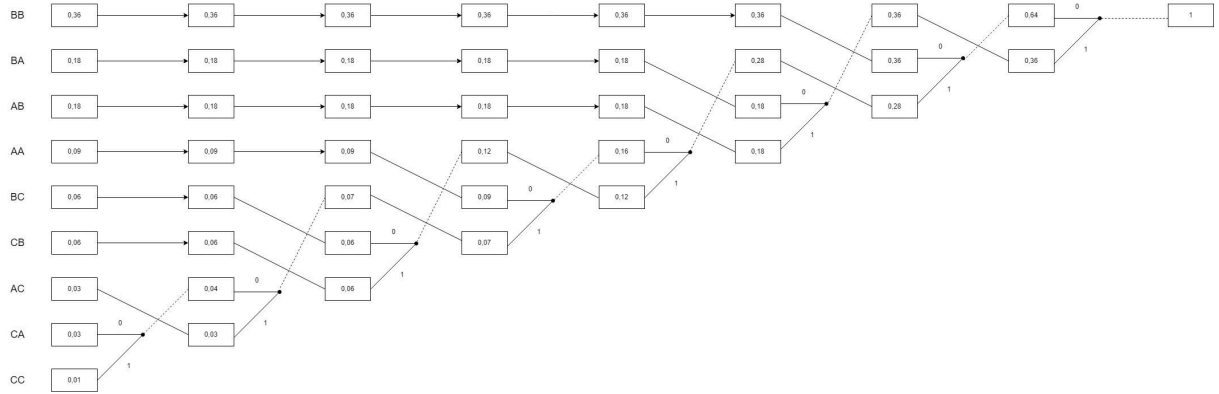 BB 0,36 0,36 0,36 0,36 0,36 0,36 0,36 0,64 0 1
BA 0,18 0,18 0,18 0,18 0,18 0,28 0,36 0 0,36 1
AB 0,18 0,18 0,18 0,18 0,18 0,18 0 0,28 1
AA 0,09 0,09 0,09 0,12 0,16 0 0,18 1
BC 0,06 0,06 0,07 0,09 0 0,12 1
CB 0,06 0,06 0,06 0 0,07 1
AC 0,03 0,04 0 0,06 1
CA 0,03 0 0,03 1
CC 0,01 1